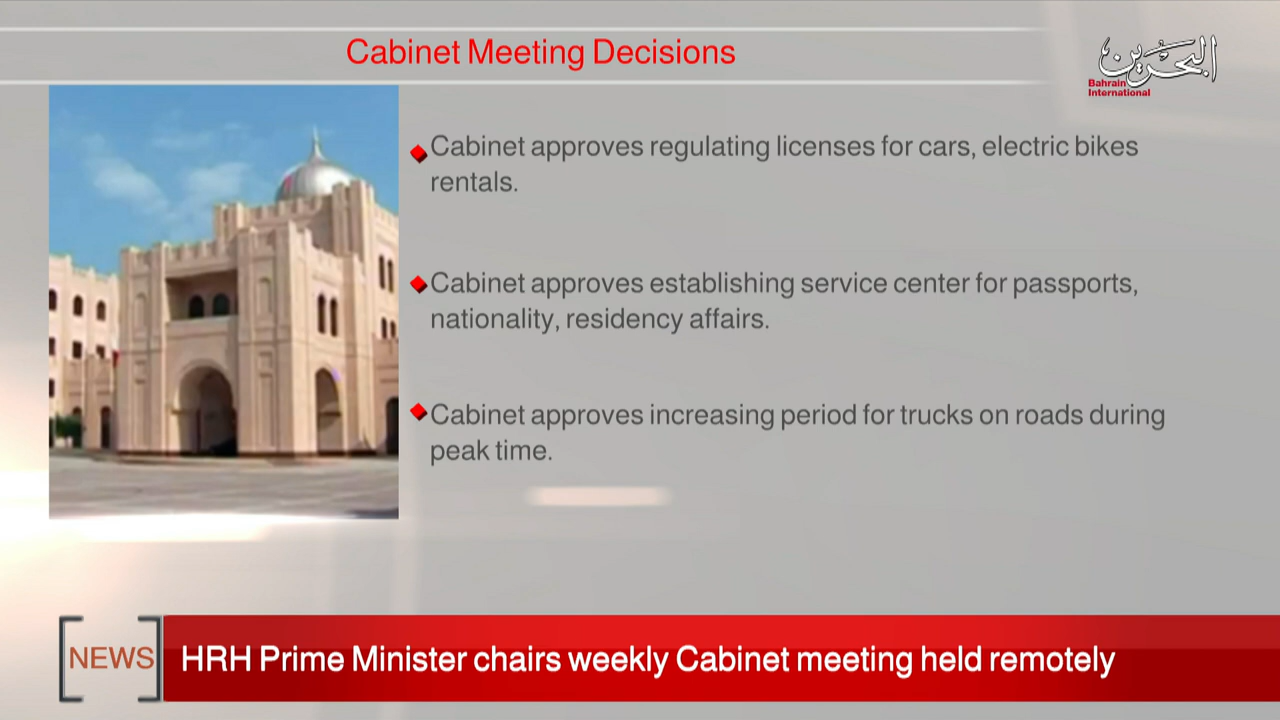 Cabinet Meeting Decisions
البحرين
Bahrain
International
Cabinet approves regulating licenses for cars, electric bikes
rentals.
Cabinet approves establishing service center for passports,
nationality, residency affairs.
Cabinet approves increasing period for trucks on roads during
peak time.
NEWS
HRH Prime Minister chairs weekly Cabinet meeting held remotely